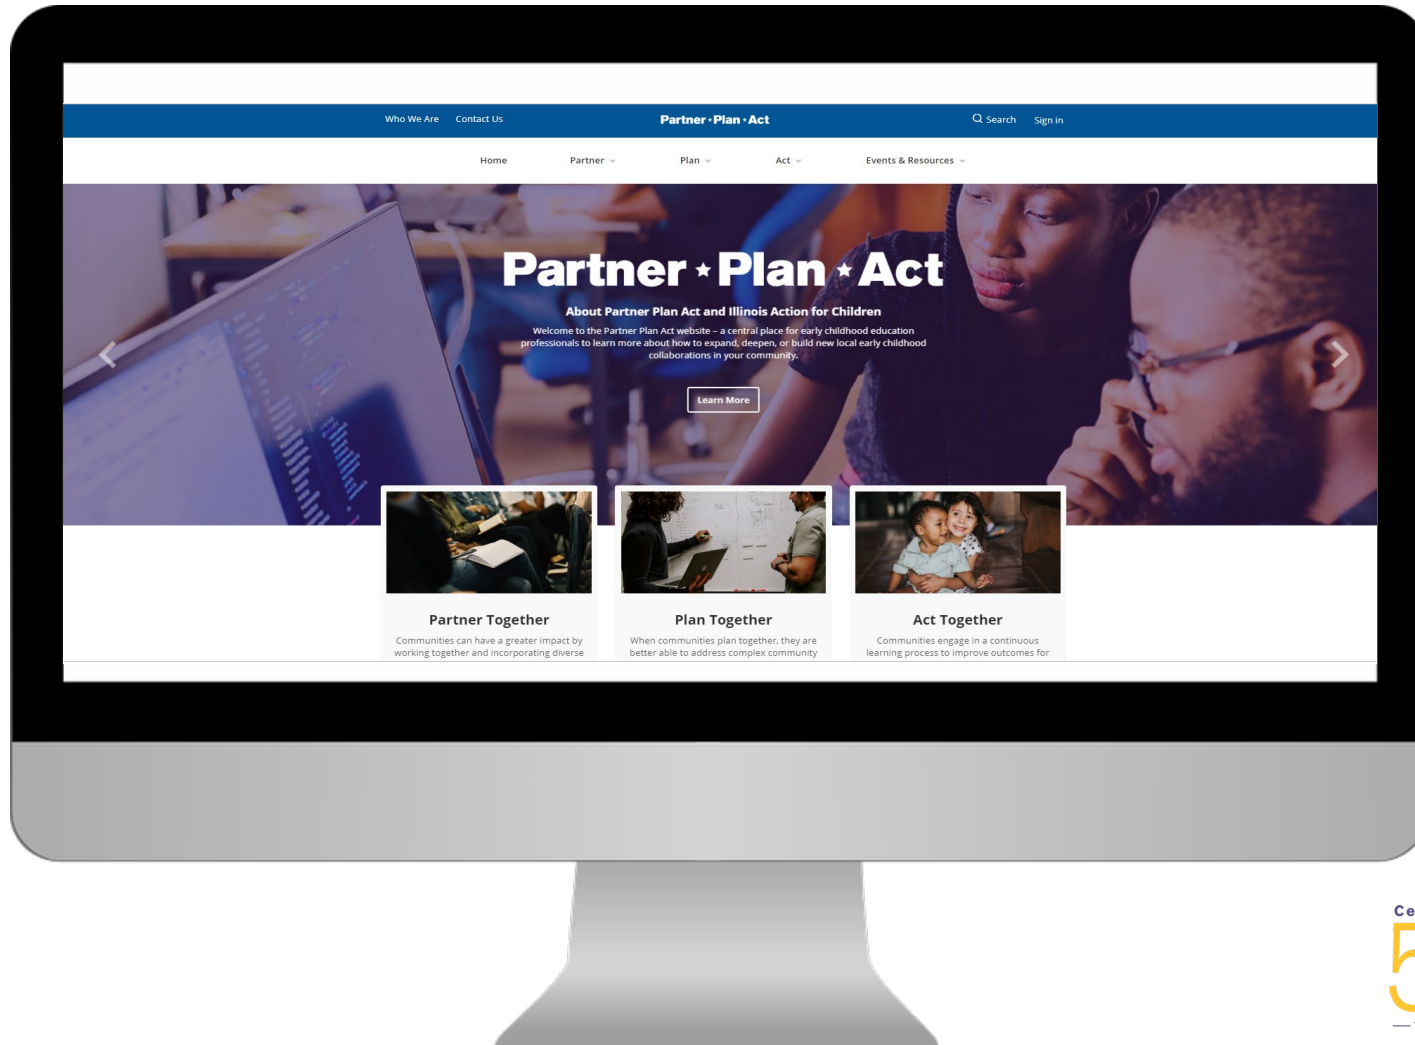 Who We Are Contact Us Partner · Plan · Act Search Sign in
Home Partner Plan Act Events & Resources
Partner ★ Plan ★ Act
About Partner Plan Act and Illinois Action for Children
Welcome to the Partner Plan Act website – a central place for early childhood education
professionals to learn more about how to expand, deepen, or build new local early childhood
collaborations in your community.
Learn More
Partner Together
Communities can have a greater impact by
working together and incorporating diverse
Plan Together
When communities plan together, they are
better able to address complex community
Act Together
Communities engage in a continuous
learning process to improve outcomes for
Ce
5